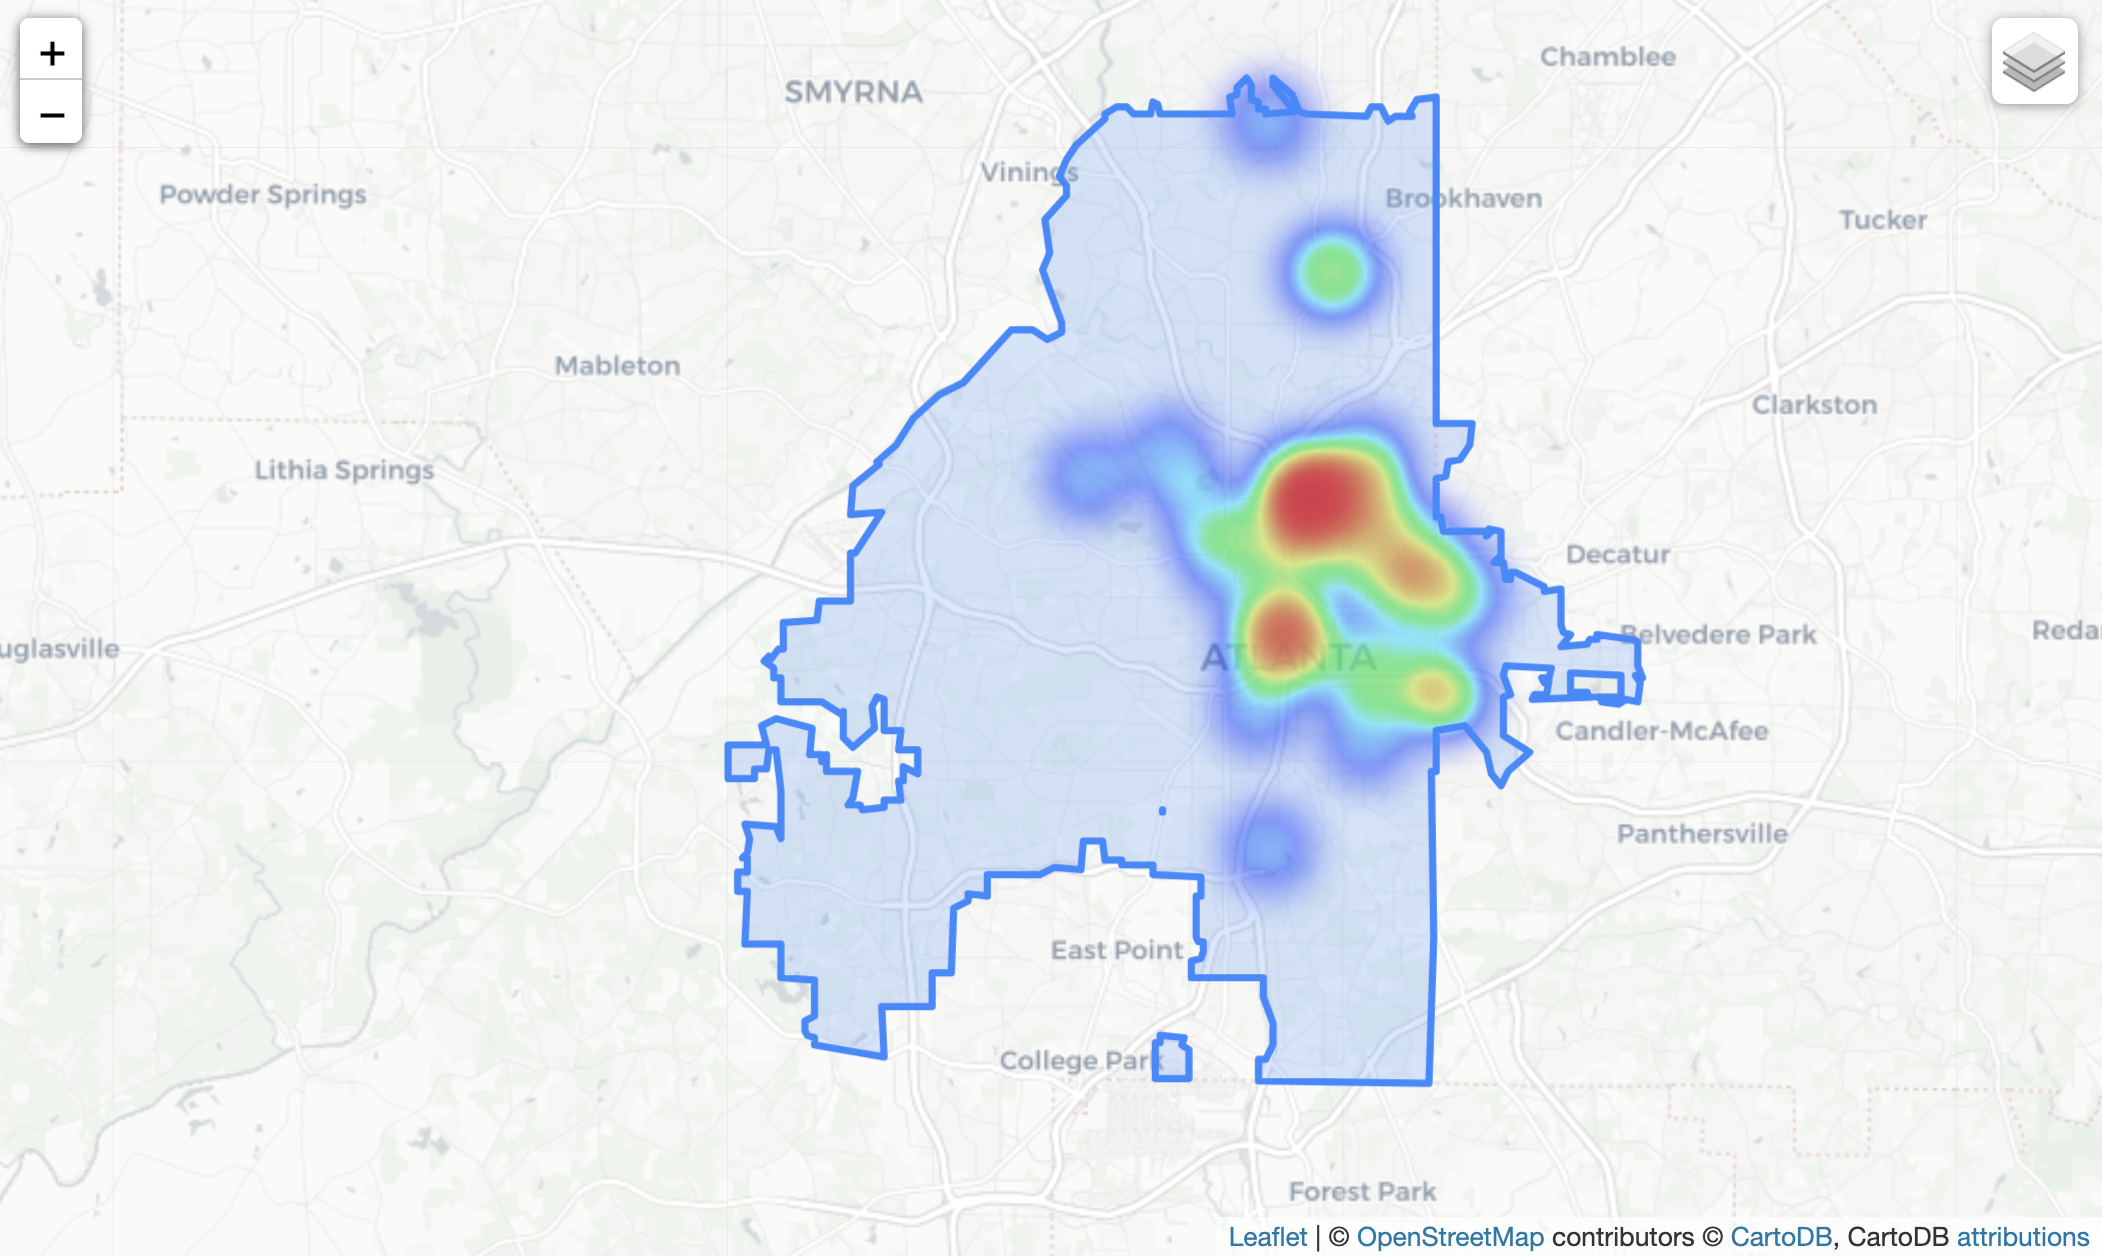 +
−
Chamblee
SMYRNA
Vinings
Powder Springs
Brookhaven
Tucker
Mableton
Clarkston
Lithia Springs
Decatur
uglasville
Belvedere Park
Reda
ATLANTA
Candler-McAfee
Panthersville
East Point
College Park
Forest Park
Leaflet | © OpenStreetMap contributors © CartoDB, CartoDB attributions